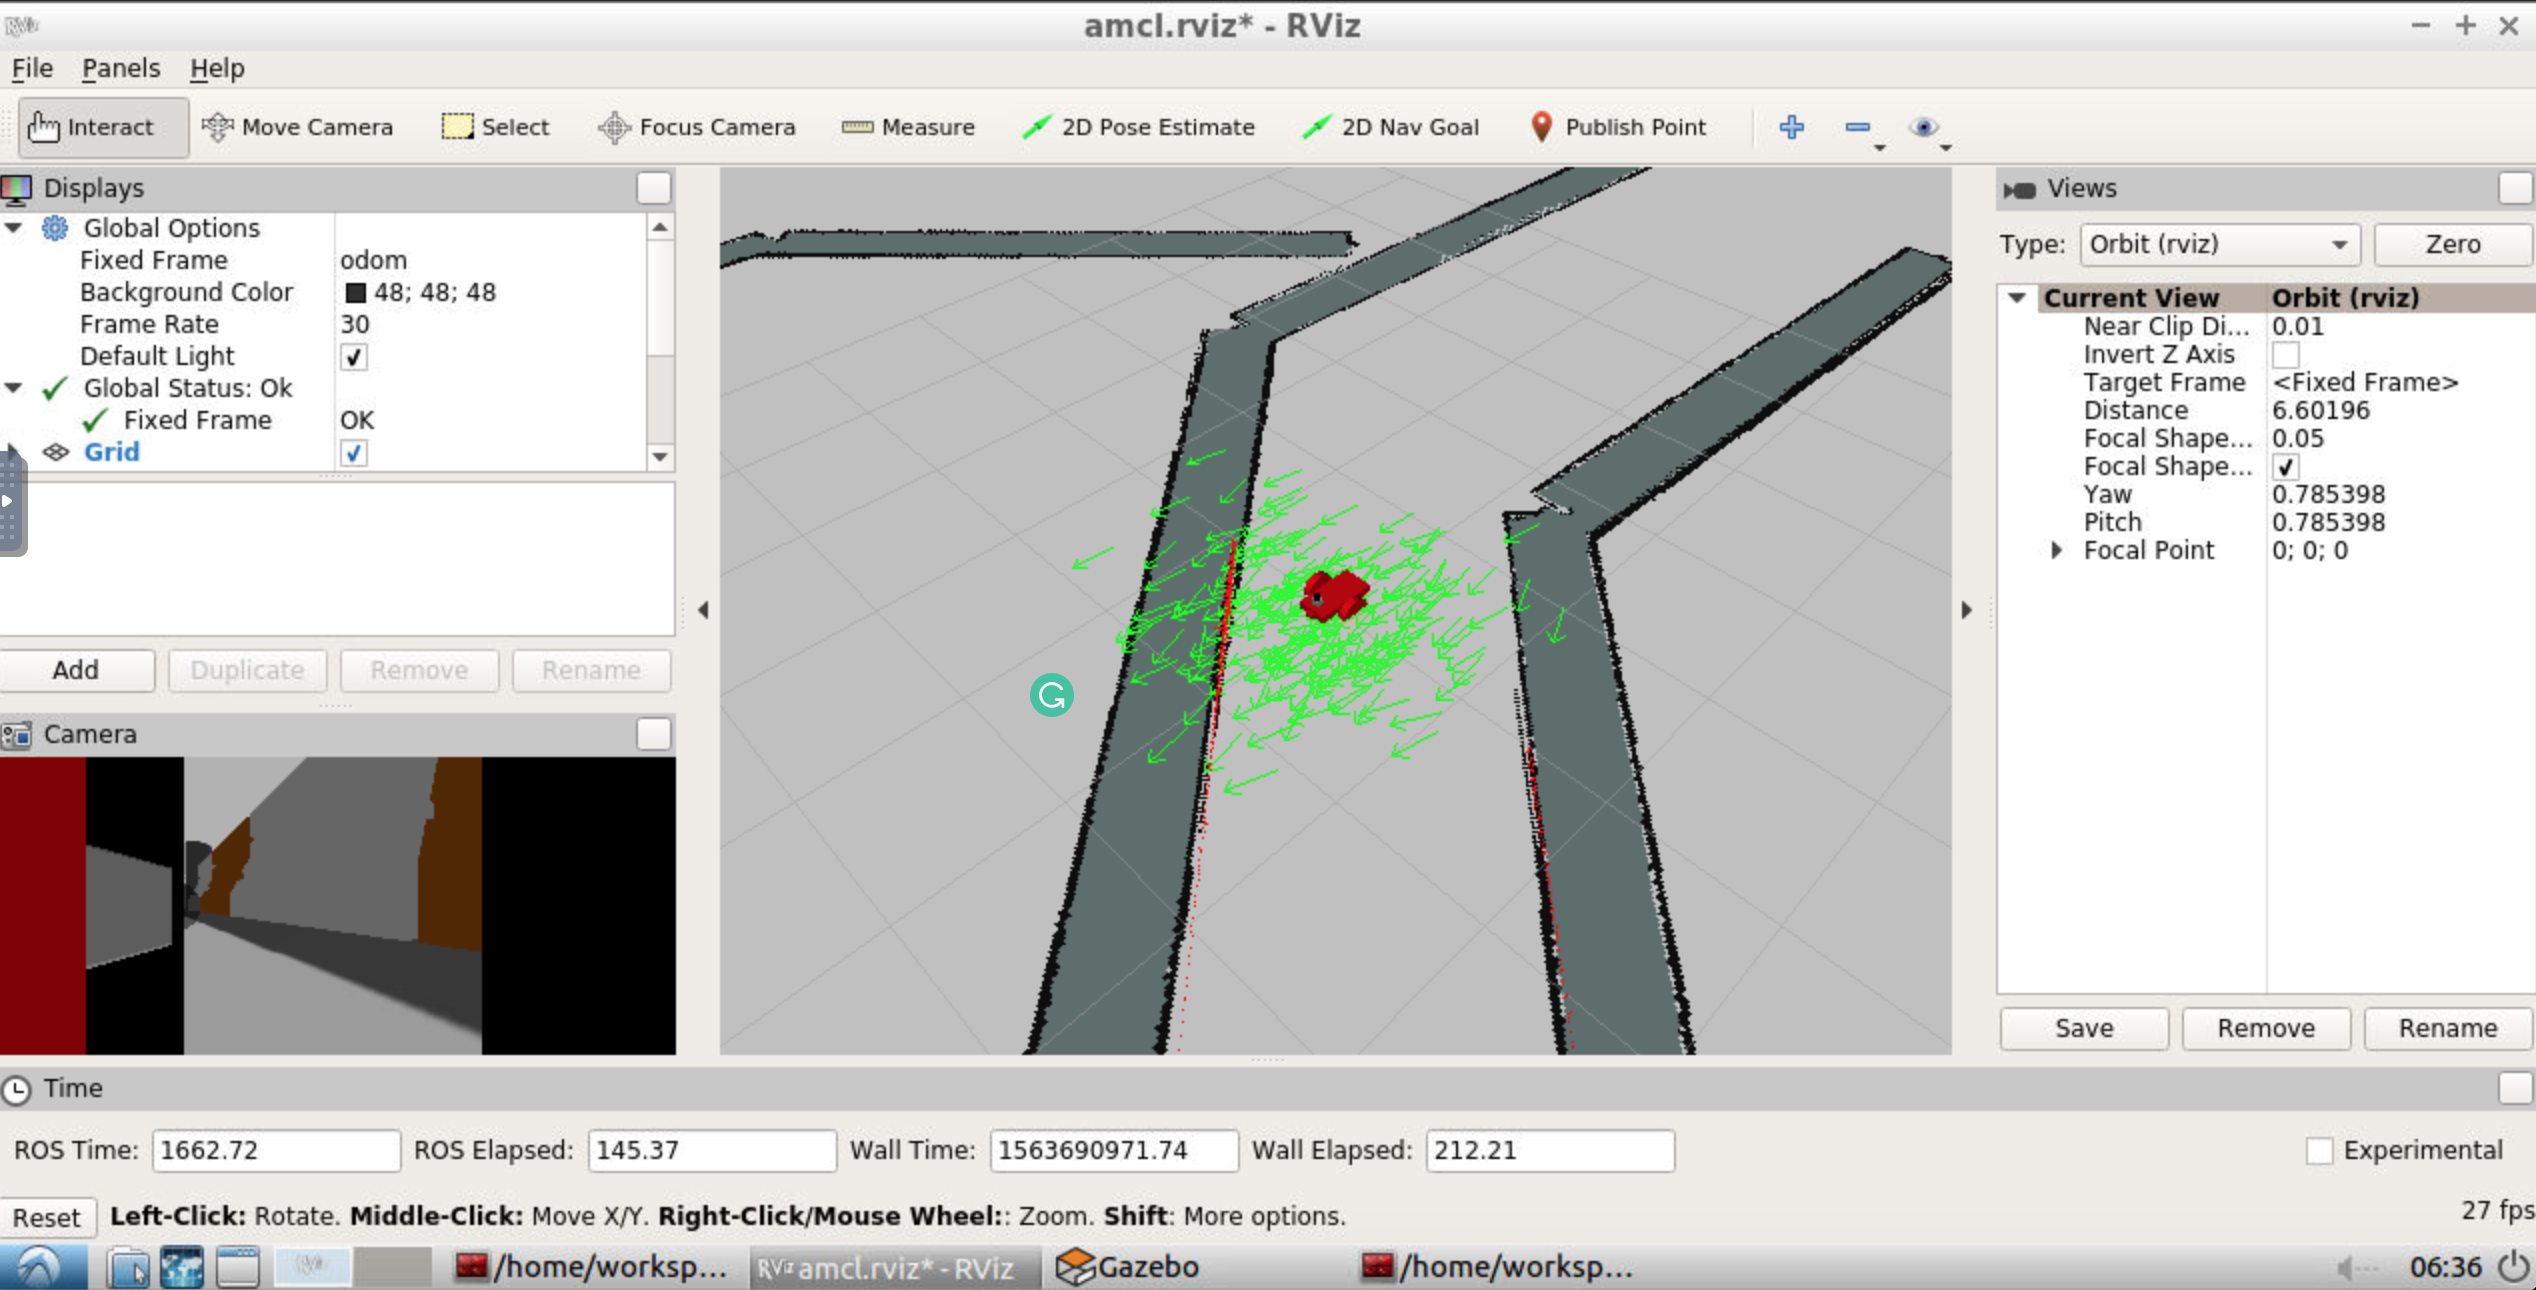 amcl.rviz* - RViz
File Panels Help
Interact Move Camera Select Focus Camera Measure 2D Pose Estimate 2D Nav Goal Publish Point
Displays
Global Options
Fixed Frame odom
Background Color 48; 48; 48
Frame Rate 30
Default Light
Global Status: Ok
Fixed Frame OK
Grid
Add Duplicate Remove Rename
Camera
Views
Type: Orbit (rviz) Zero
Current View Orbit (rviz)
Near Clip Di... 0.01
Invert Z Axis
Target Frame <Fixed Frame>
Distance 6.60196
Focal Shape... 0.05
Focal Shape...
Yaw 0.785398
Pitch 0.785398
Focal Point 0; 0; 0
Save Remove Rename
Time
ROS Time: 1662.72 ROS Elapsed: 145.37 Wall Time: 1563690971.74 Wall Elapsed: 212.21 Experimental
Reset Left-Click: Rotate. Middle-Click: Move X/Y. Right-Click/Mouse Wheel:: Zoom. Shift: More options. 27 fps
/home/worksp... RViz amcl.rviz* - RViz Gazebo /home/worksp... 06:36